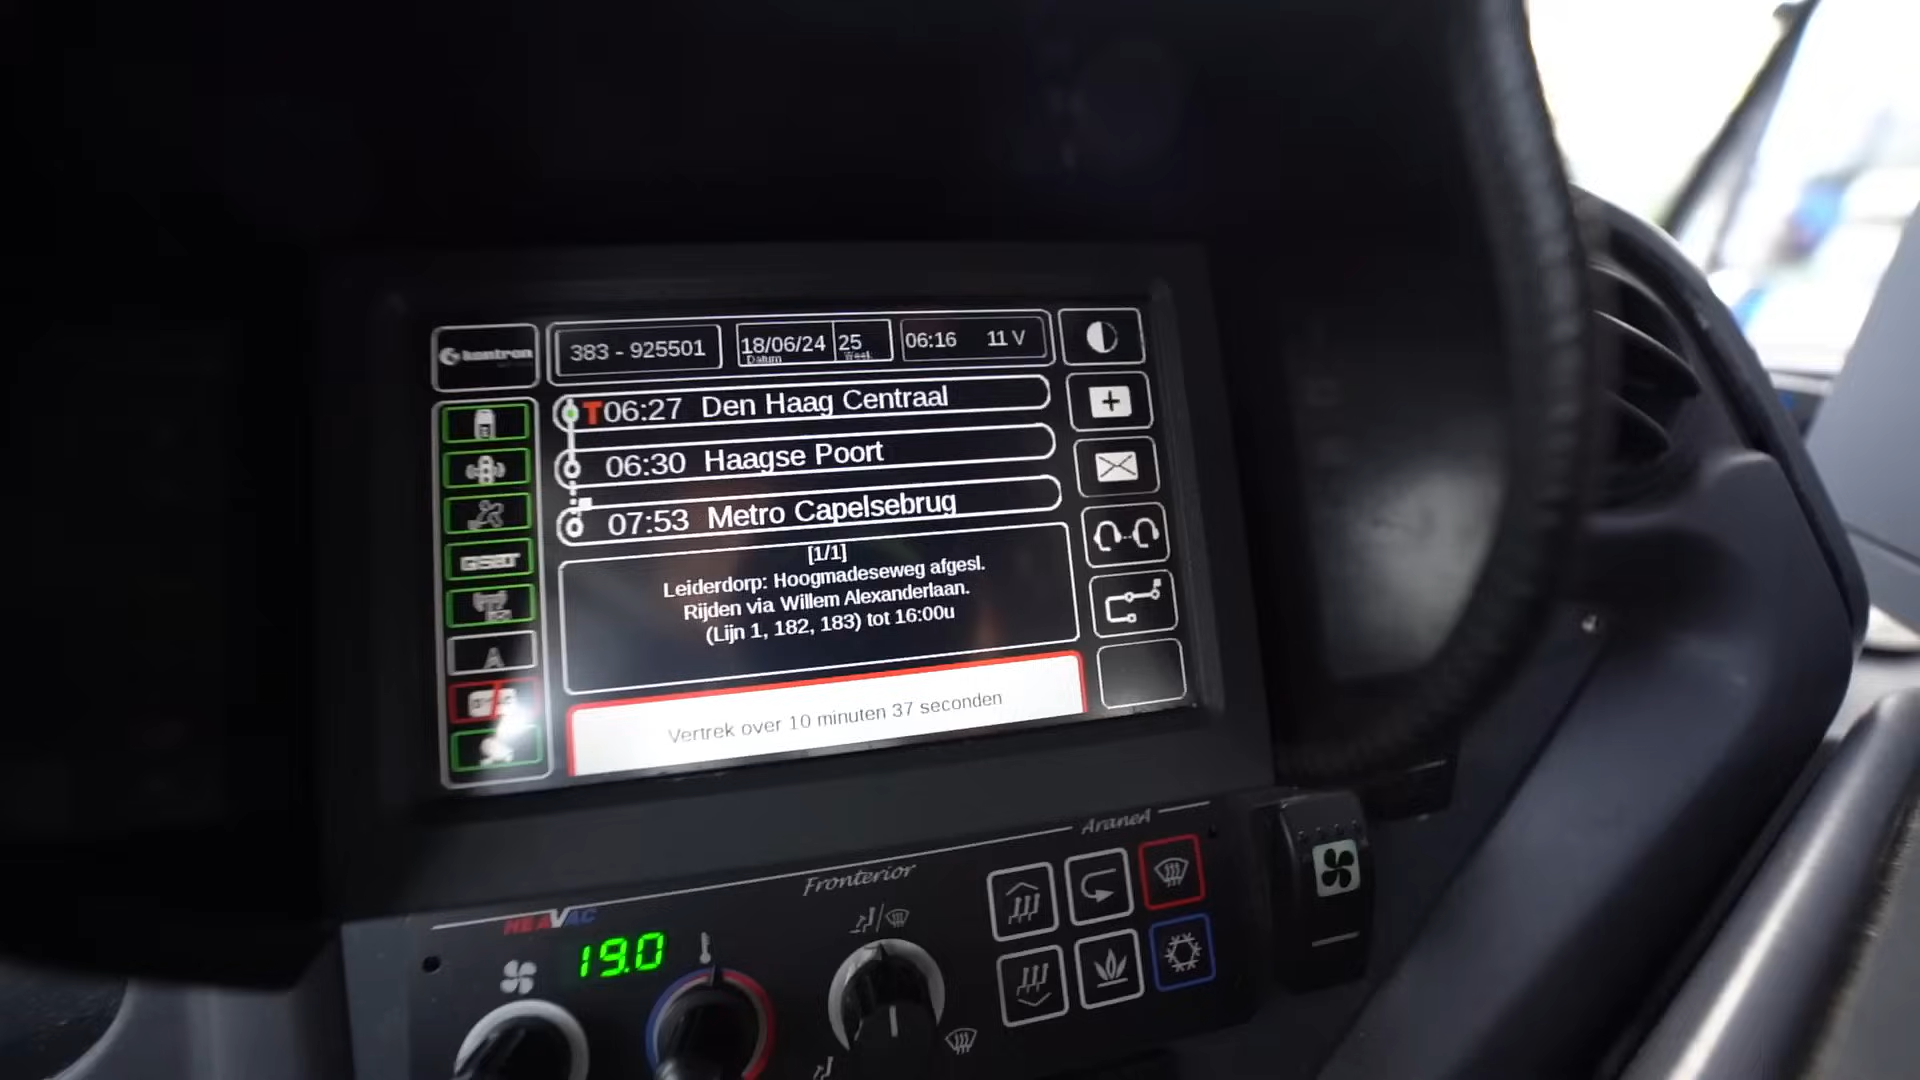 kontron
383 - 925501
18/06/24
Datum
25
Week
06:16 11 V
T06:27 Den Haag Centraal
06:30 Haagse Poort
07:53 Metro Capelsebrug
[1/1]
Leiderdorp: Hoogmadeseweg afgesl.
Rijden via Willem Alexanderlaan.
(Lijn 1, 182, 183) tot 16:00u
A
Vertrek over 10 minuten 37 seconden
AraneA
Fronterior
HEAVAC
19.0